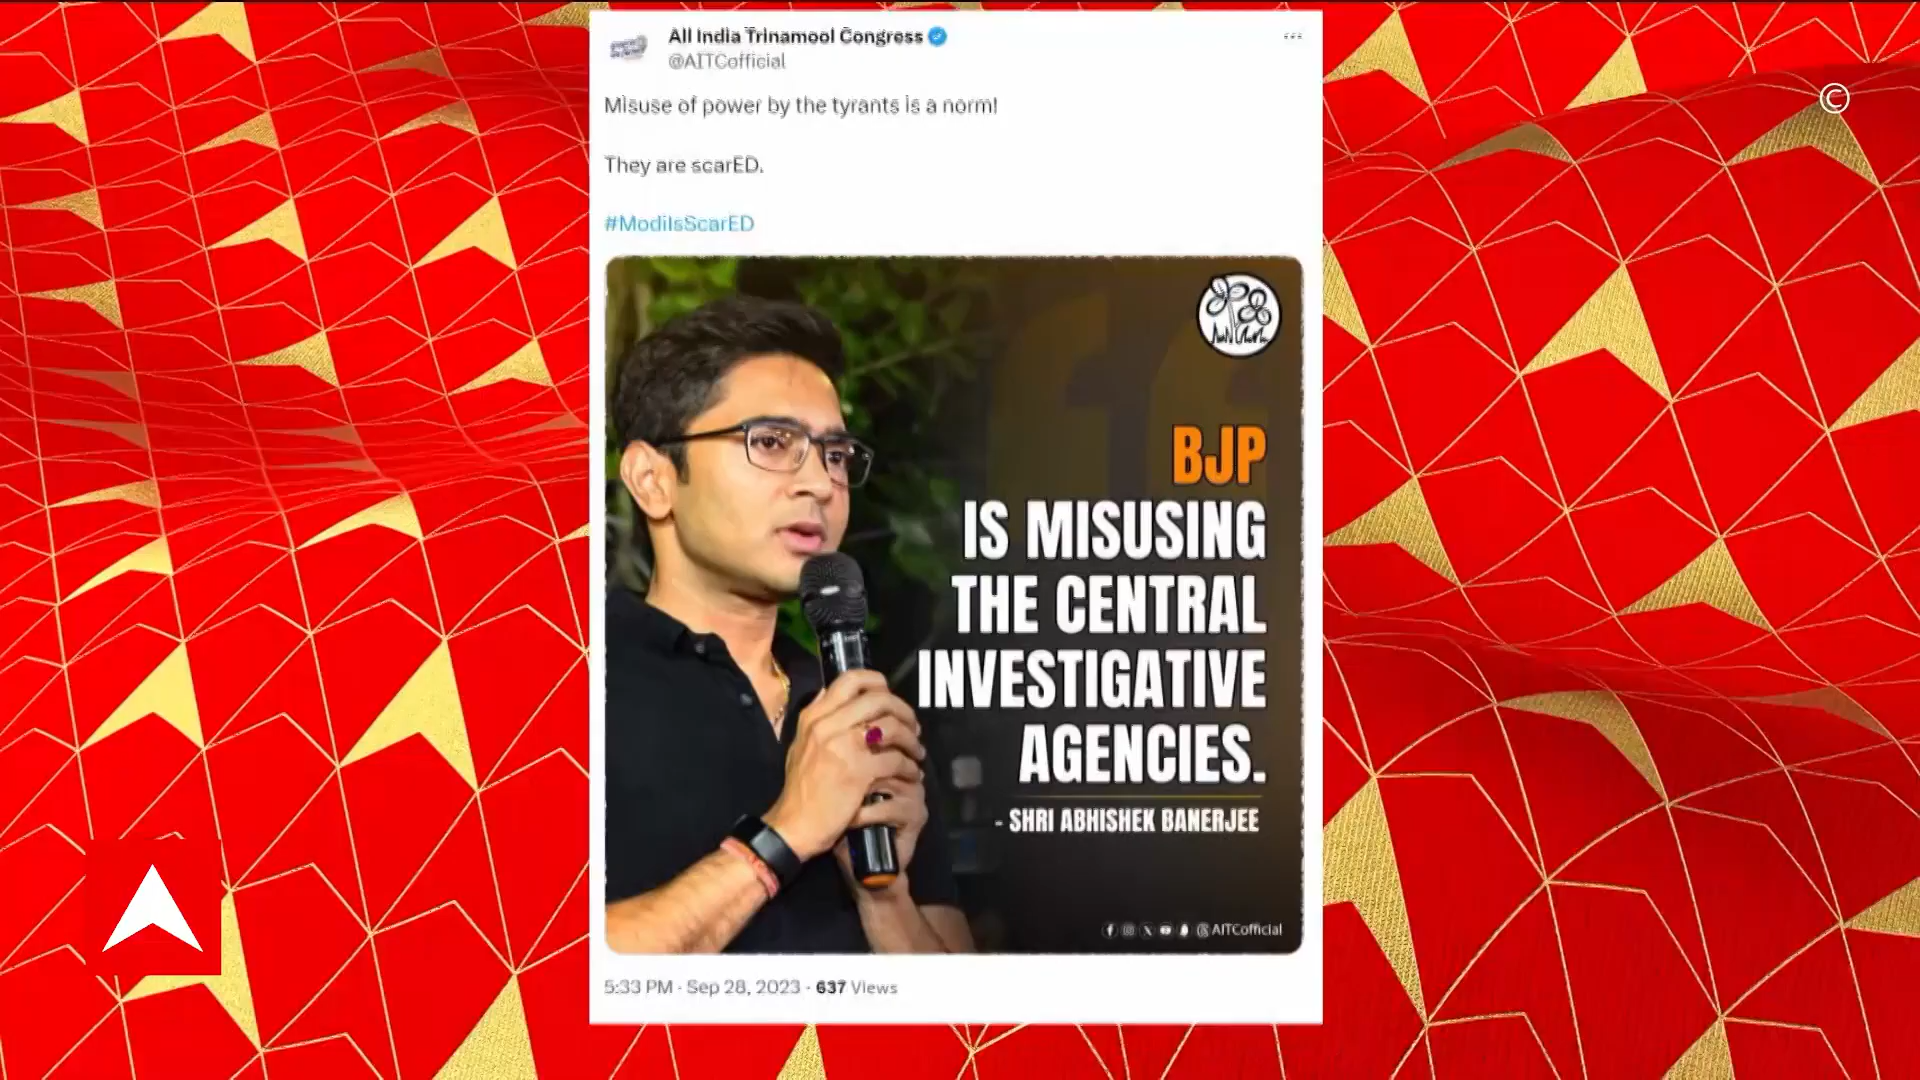 All India Trinamool Congress
@AITCofficial
Misuse of power by the tyrants is a norm!
They are scarED.
#ModiIsScarED
BJP
IS MISUSING
THE CENTRAL
INVESTIGATIVE
AGENCIES.
- SHRI ABHISHEK BANERJEE
AITCofficial
5:33 PM · Sep 28, 2023 · 637 Views
©